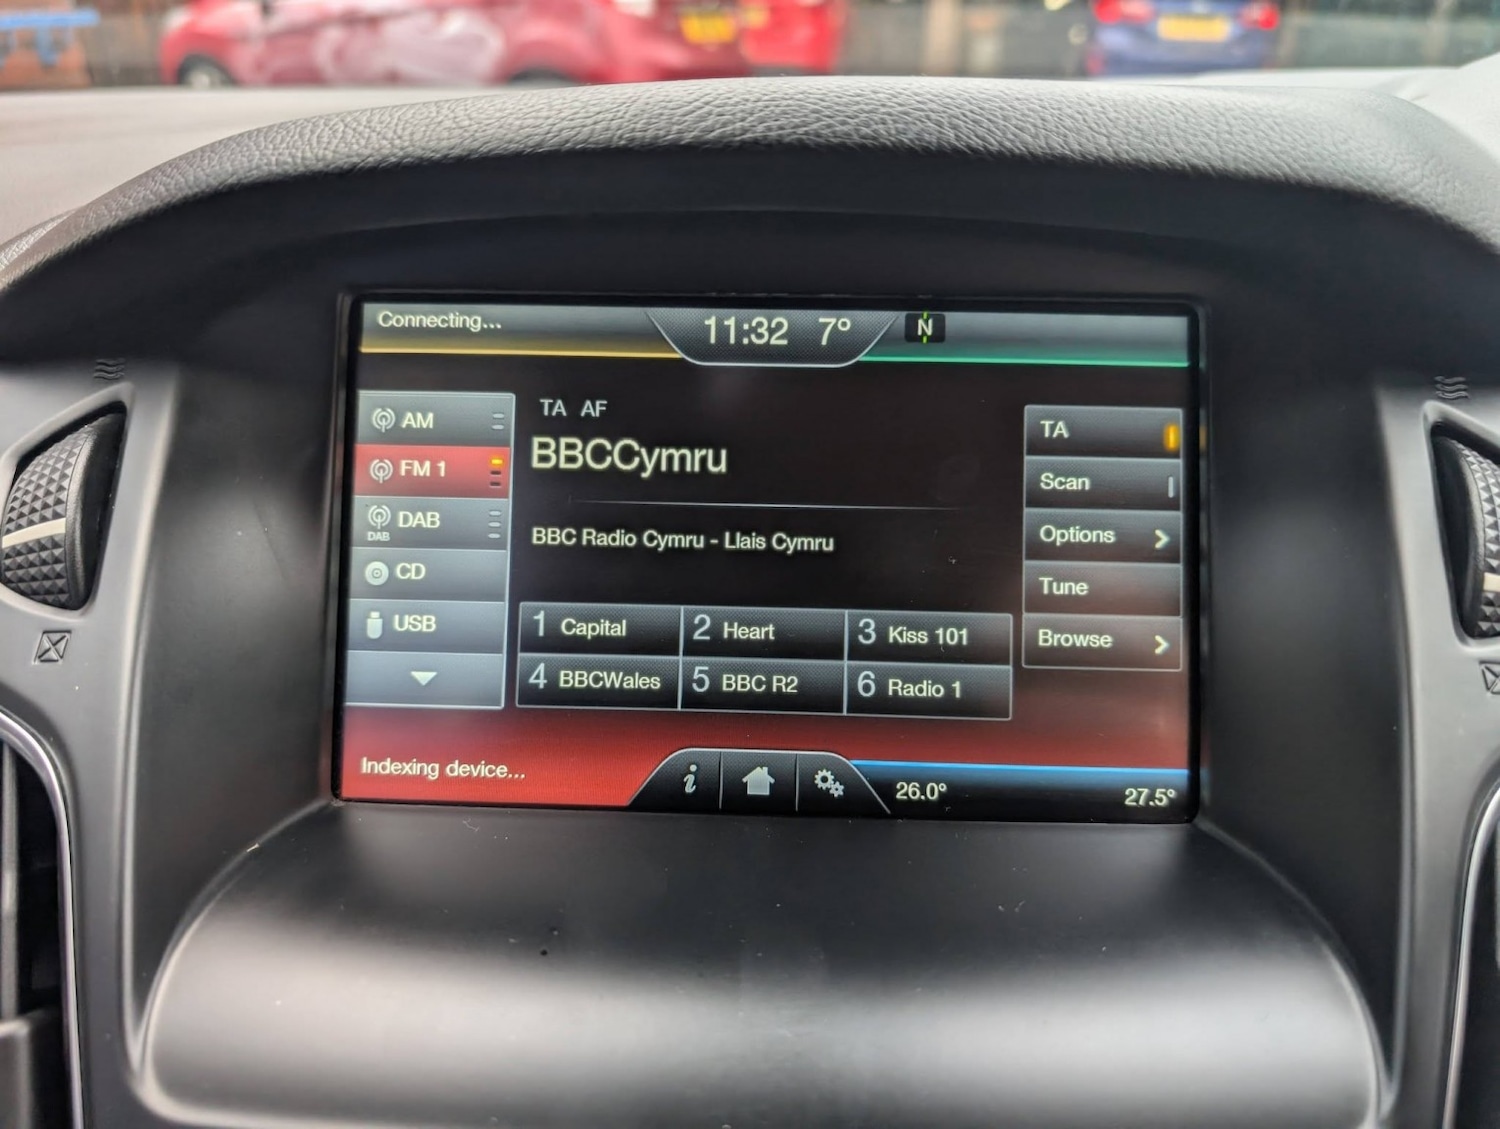 Connecting...
11:32 7°
N
AM
FM 1
DAB
DAB
CD
USB
TA AF
BBCCymru
BBC Radio Cymru - Llais Cymru
1 Capital
2 Heart
3 Kiss 101
4 BBCWales
5 BBC R2
6 Radio 1
TA
Scan
Options
Tune
Browse
Indexing device...
i
26.0°
27.5°